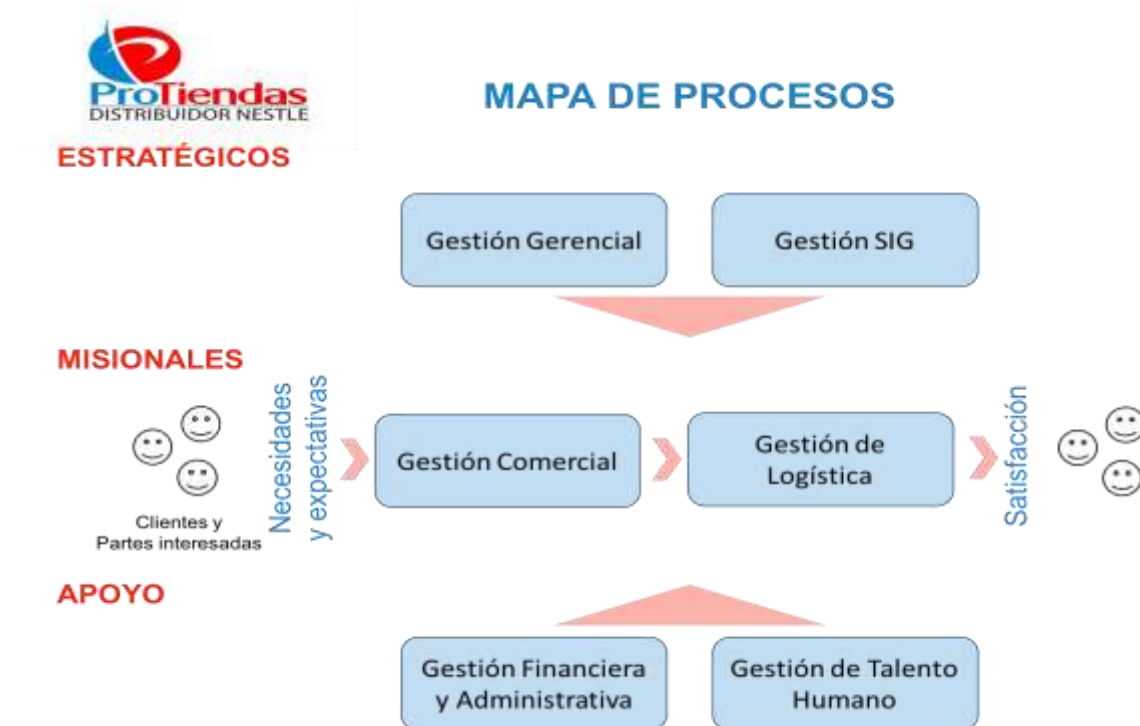 ProTiendas
DISTRIBUIDOR NESTLE
MAPA DE PROCESOS
ESTRATÉGICOS
Gestión Gerencial
Gestión SIG
MISIONALES
Clientes y
Partes interesadas
Necesidades
y expectativas
Gestión Comercial
Gestión de
Logística
Satisfacción
APOYO
Gestión Financiera
y Administrativa
Gestión de Talento
Humano